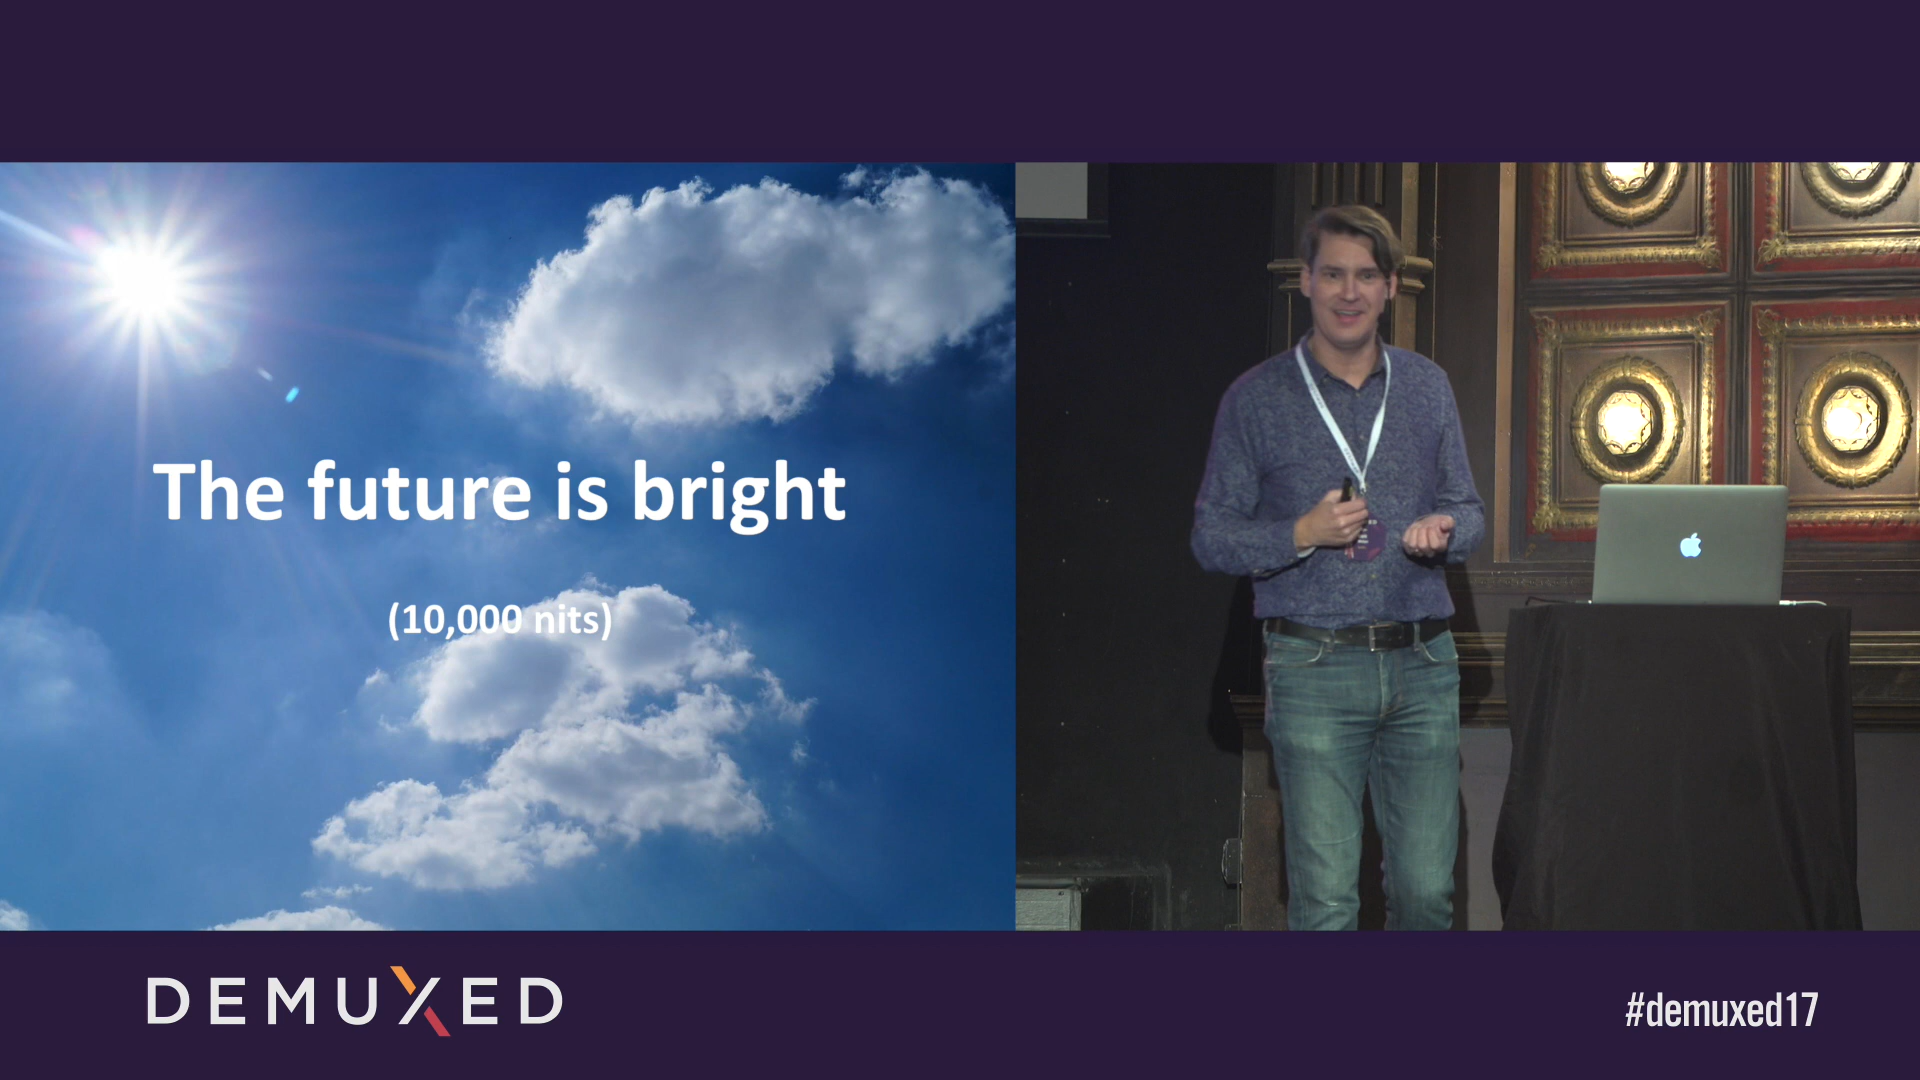 The future is bright
(10,000 nits)
DEMUXED
#demuxed17